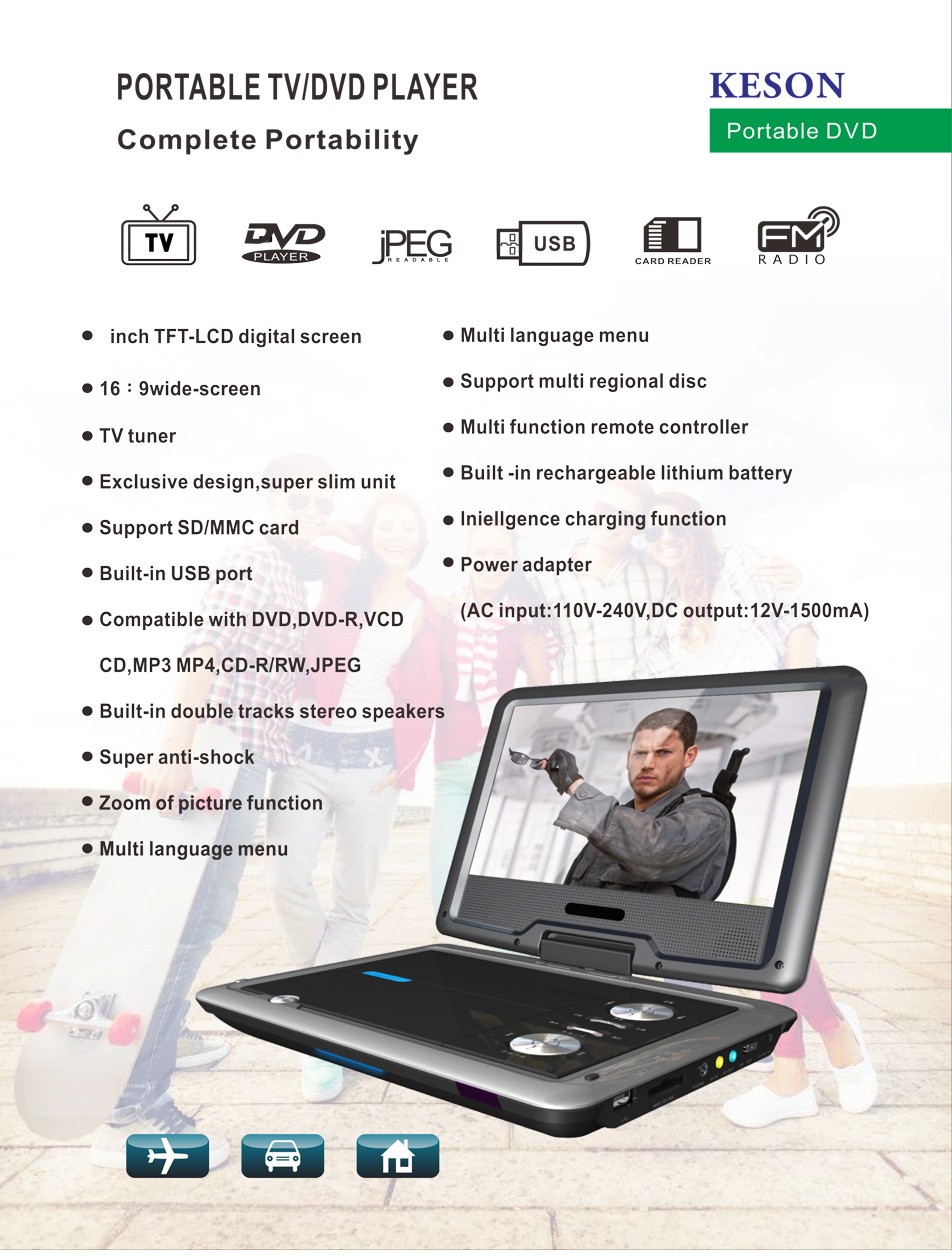 PORTABLE TV/DVD PLAYER
Complete Portability
KESON
Portable DVD
TV
DVD
PLAYER
jPEG
READABLE
USB
CARD READER
FM
RADIO
● inch TFT-LCD digital screen
● 16：9wide-screen
● TV tuner
● Exclusive design,super slim unit
● Support SD/MMC card
● Built-in USB port
● Compatible with DVD,DVD-R,VCD
CD,MP3 MP4,CD-R/RW,JPEG
● Built-in double tracks stereo speakers
● Super anti-shock
● Zoom of picture function
● Multi language menu
● Multi language menu
● Support multi regional disc
● Multi function remote controller
● Built -in rechargeable lithium battery
● Iniellgence charging function
● Power adapter
(AC input:110V-240V,DC output:12V-1500mA)